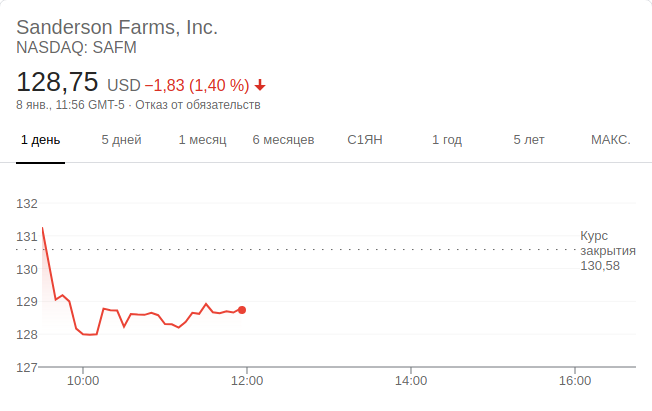 Sanderson Farms, Inc.
NASDAQ: SAFM
128,75 USD −1,83 (1,40 %)
8 янв., 11:56 GMT-5 · Отказ от обязательств
1 день 5 дней 1 месяц 6 месяцев С1ЯН 1 год 5 лет МАКС.
132
131
130
129
128
127
Курс
закрытия
130,58
10:00 12:00 14:00 16:00